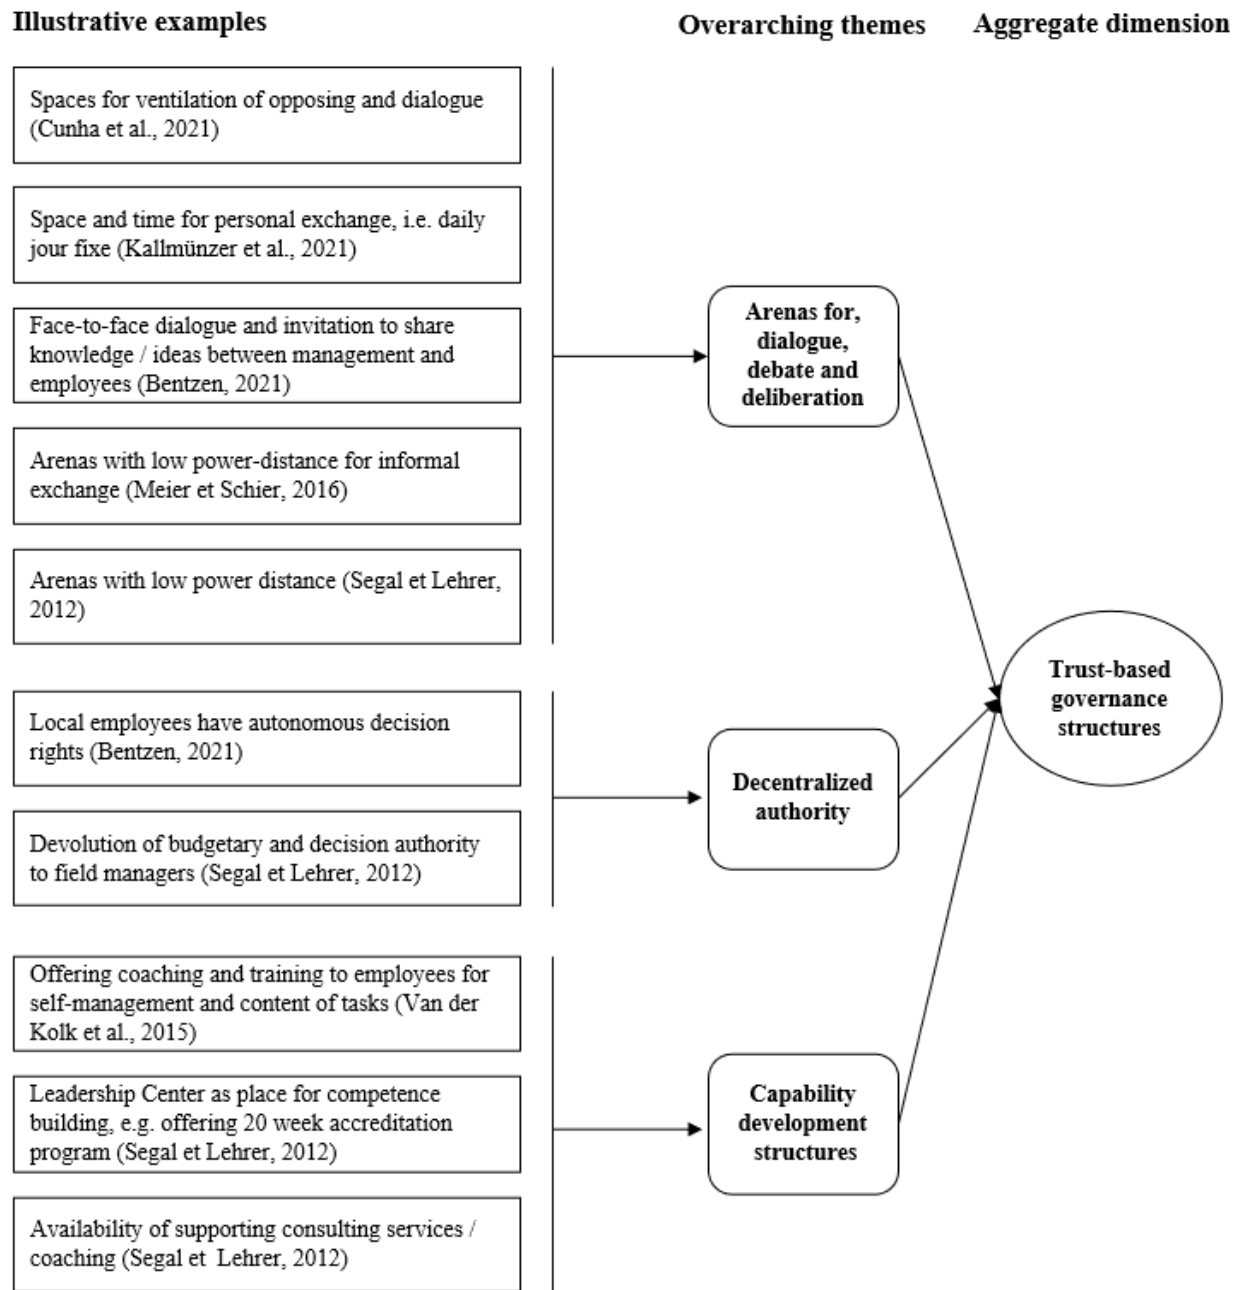 Illustrative examples
Overarching themes
Aggregate dimension
Spaces for ventilation of opposing and dialogue
(Cunha et al., 2021)
Space and time for personal exchange, i.e. daily
jour fixe (Kallmünzer et al., 2021)
Face-to-face dialogue and invitation to share
knowledge / ideas between management and
employees (Bentzen, 2021)
Arenas with low power-distance for informal
exchange (Meier et Schier, 2016)
Arenas with low power distance (Segal et Lehrer,
2012)
Arenas for,
dialogue,
debate and
deliberation
Local employees have autonomous decision
rights (Bentzen, 2021)
Devolution of budgetary and decision authority
to field managers (Segal et Lehrer, 2012)
Decentralized
authority
Offering coaching and training to employees for
self-management and content of tasks (Van der
Kolk et al., 2015)
Leadership Center as place for competence
building, e.g. offering 20 week accreditation
program (Segal et Lehrer, 2012)
Availability of supporting consulting services /
coaching (Segal et  Lehrer, 2012)
Capability
development
structures
Trust-based
governance
structures